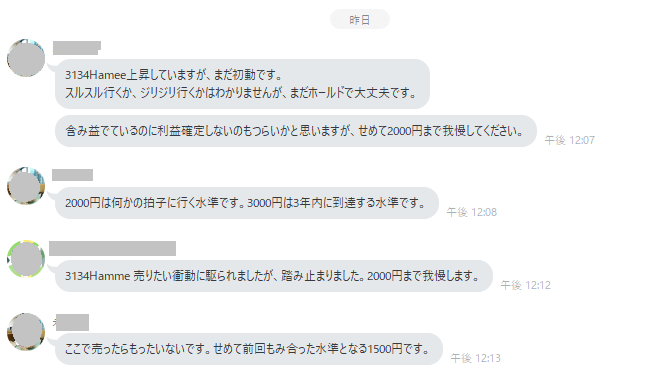 昨日
3134Hamee上昇していますが、まだ初動です。
スルスル行くか、ジリジリ行くかはわかりませんが、まだホールドで大丈夫です。
含み益でているのに利益確定しないのもつらいかと思いますが、せめて2000円まで我慢してください。
午後 12:07
2000円は何かの拍子に行く水準です。3000円は3年内に到達する水準です。
午後 12:08
3134Hamme 売りたい衝動に駆られましたが、踏み止まりました。2000円まで我慢します。
午後 12:12
ここで売ったらもったいないです。せめて前回もみ合った水準となる1500円です。
午後 12:13